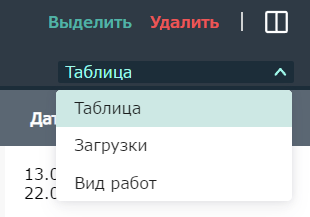 Выделить Удалить
Таблица
Таблица
Загрузки
Вид работ